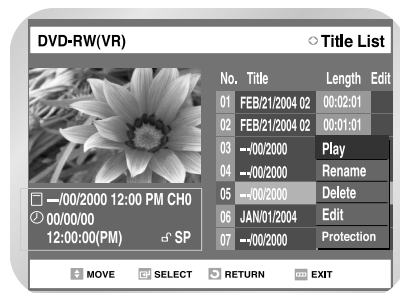 DVD-RW(VR) Title List
No. Title Length Edit
01 FEB/21/2004 02 00:02:01
02 FEB/21/2004 02 00:01:01
03 --/00/2000 Play
04 --/00/2000 Rename
05 --/00/2000 Delete
06 JAN/01/2004 Edit
07 --/00/2000 Protection
--/00/2000 12:00 PM CH0
00/00/00
12:00:00(PM) SP
MOVE SELECT RETURN EXIT